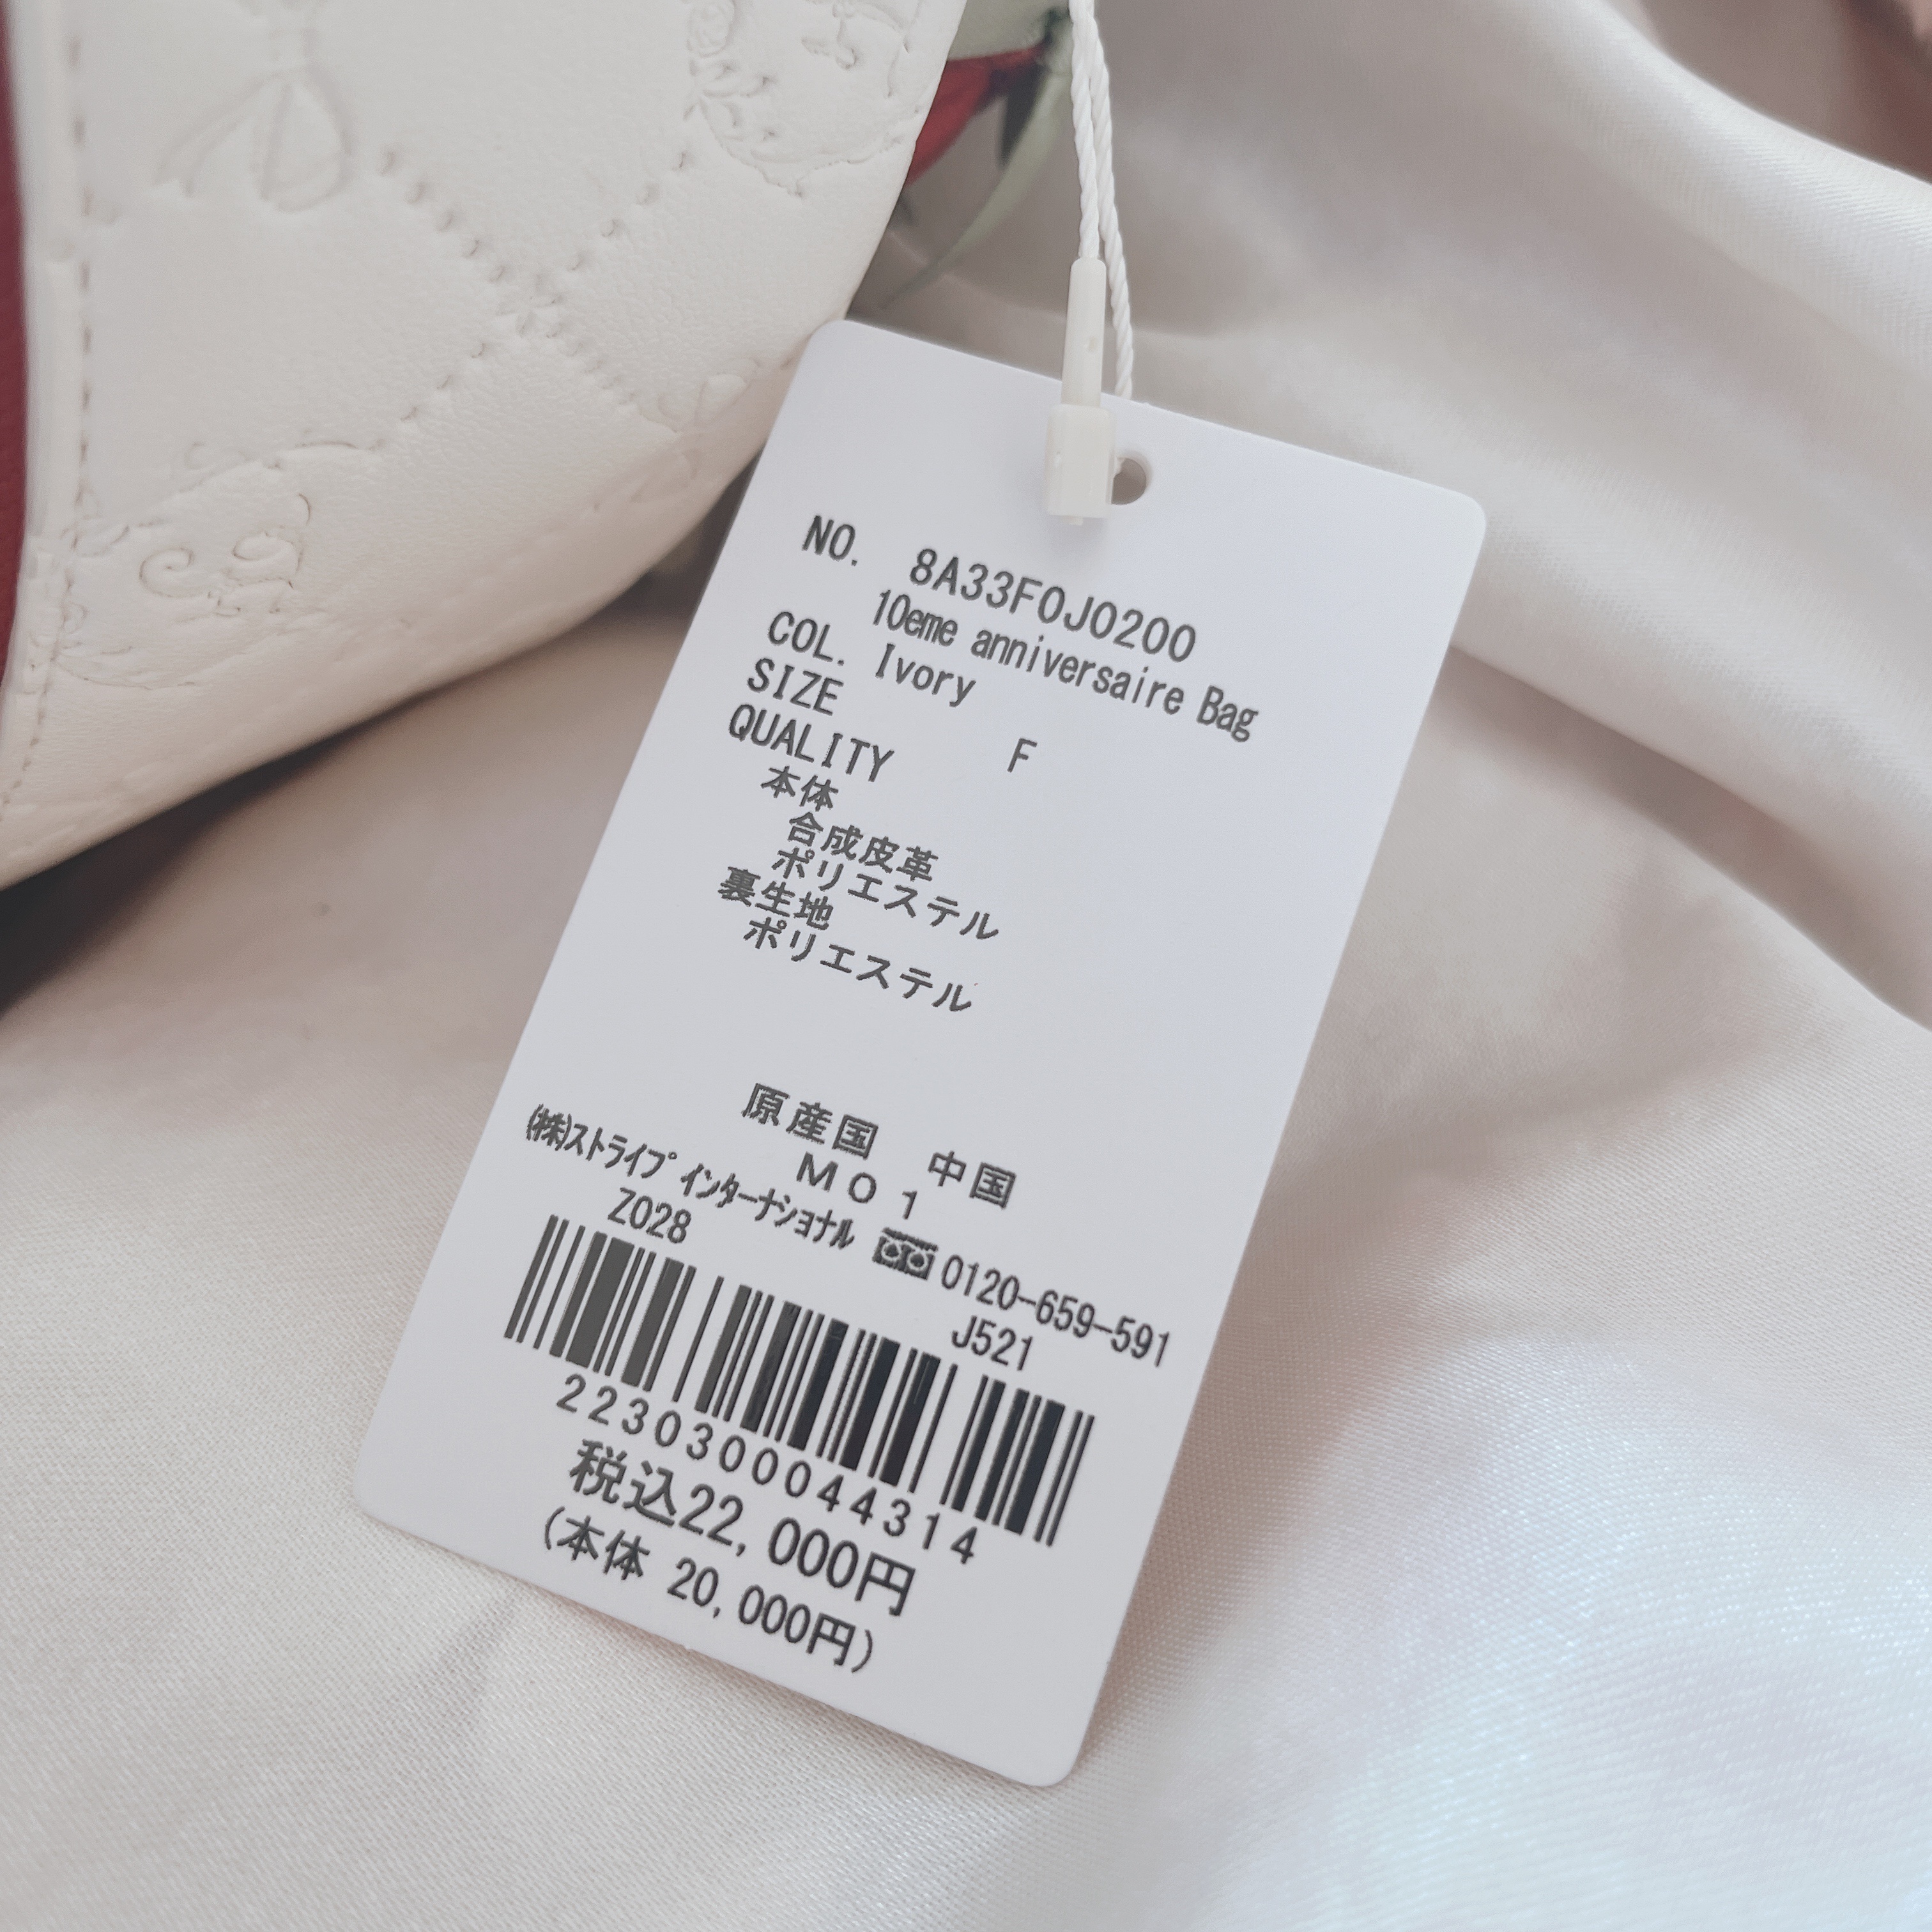 NO. 8A33F0J0200
10eme anniversaire Bag
COL. Ivory
SIZE F
QUALITY
本体
合成皮革
ポリエステル
裏生地
ポリエステル
原産国 中国
M01
㈱ｽﾄﾗｲﾌﾟｲﾝﾀｰﾅｼｮﾅﾙ 0120-659-591
Z028 J521
2230300044314
税込22,000円
(本体 20,000円)